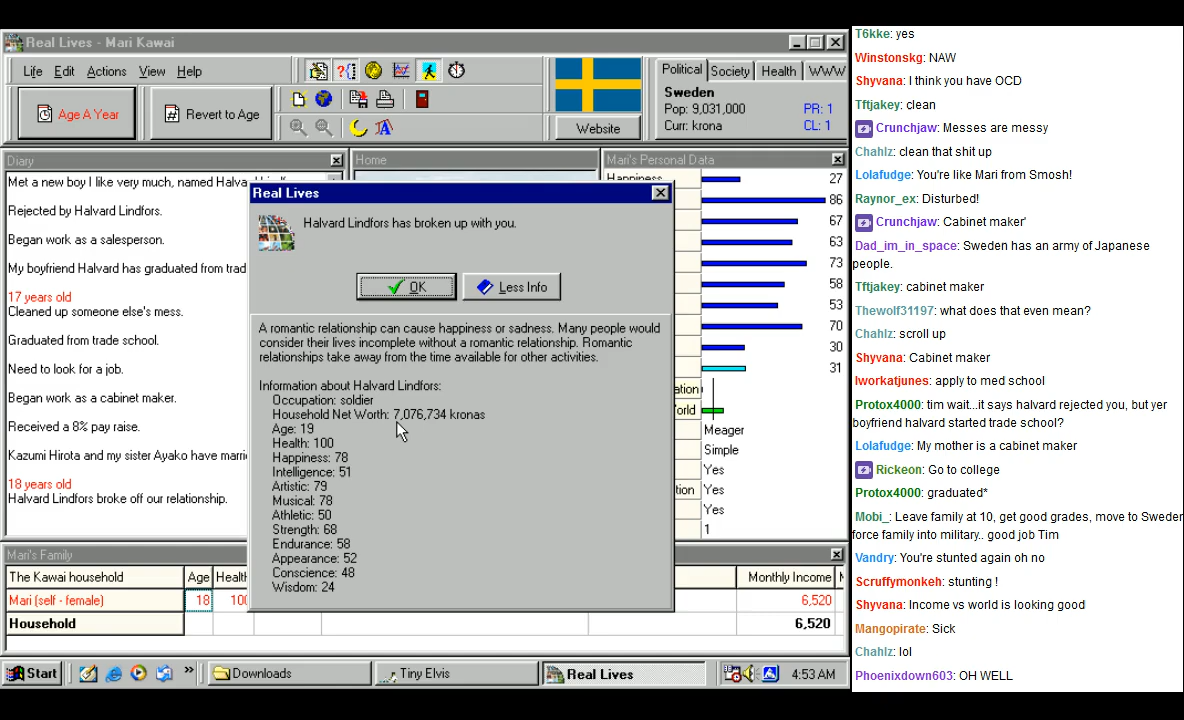 Real Lives - Mari Kawai
Life Edit Actions View Help
Age A Year
Revert to Age
Website
Political Society Health WWW
Sweden
Pop: 9,031,000 PR: 1
Curr: krona CL: 1
Diary
Met a new boy I like very much, named Halva
Rejected by Halvard Lindfors.
Began work as a salesperson.
My boyfriend Halvard has graduated from trad
17 years old
Cleaned up someone else's mess.
Graduated from trade school.
Need to look for a job.
Began work as a cabinet maker.
Received a 8% pay raise.
Kazumi Hirota and my sister Ayako have marri
18 years old
Halvard Lindfors broke off our relationship.
Home
Real Lives
Halvard Lindfors has broken up with you.
OK
Less Info
A romantic relationship can cause happiness or sadness. Many people would
consider their lives incomplete without a romantic relationship. Romantic
relationships take away from the time available for other activities.
Information about Halvard Lindfors:
Occupation: soldier
Household Net Worth: 7,076,734 kronas
Age: 19
Health: 100
Happiness: 78
Intelligence: 51
Artistic: 79
Musical: 78
Athletic: 50
Strength: 68
Endurance: 58
Appearance: 52
Conscience: 48
Wisdom: 24
Mari's Personal Data
Happiness 27
86
67
63
73
58
53
70
30
31
ation
orld
Meager
Simple
Yes
tion Yes
Yes
1
Mari's Family
The Kawai household Age Health Monthly Income
Mari (self - female) 18 100 6,520
Household 6,520
Start
»
Downloads
Tiny Elvis
Real Lives
4:53 AM
T6kke: yes
Winstonskg: NAW
Shyvana: I think you have OCD
Tftjakey: clean
Crunchjaw: Messes are messy
Chahlz: clean that shit up
Lolafudge: You're like Mari from Smosh!
Raynor_ex: Disturbed!
Crunchjaw: Cabinet maker'
Dad_im_in_space: Sweden has an army of Japanese
people.
Tftjakey: cabinet maker
Thewolf31197: what does that even mean?
Chahlz: scroll up
Shyvana: Cabinet maker
Iworkatjunes: apply to med school
Protox4000: tim wait...it says halvard rejected you, but yer
boyfriend halvard started trade school?
Lolafudge: My mother is a cabinet maker
Rickeon: Go to college
Protox4000: graduated*
Mobi_: Leave family at 10, get good grades, move to Sweden
force family into military.. good job Tim
Vandry: You're stunted again oh no
Scruffymonkeh: stunting !
Shyvana: Income vs world is looking good
Mangopirate: Sick
Chahlz: lol
Phoenixdown603: OH WELL